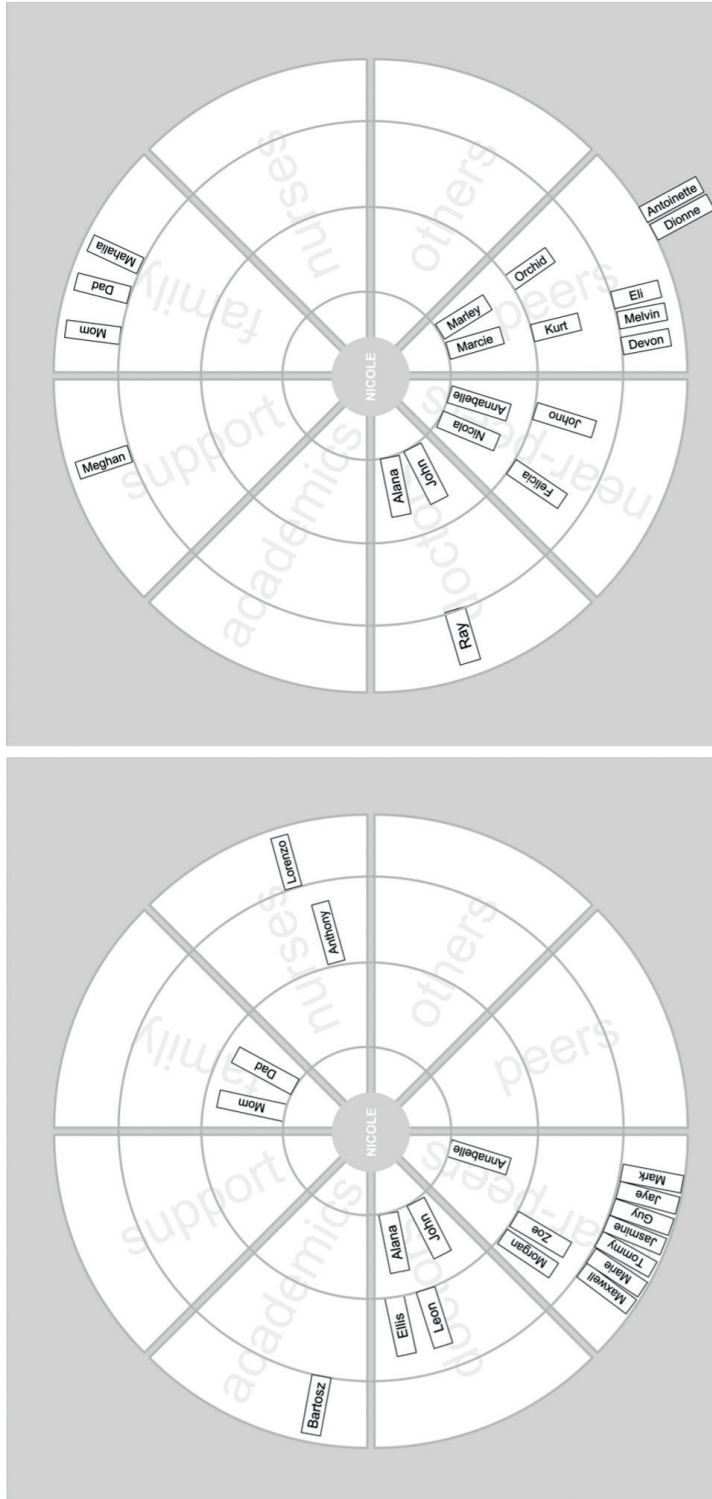 nurses
others
Antoinette
Dionne
Mahalia
Dad
Mom
family
Orchid
peers
Marley
Marcie
Kurt
Eli
Melvin
Devon
NICOLE
Meghan
support
academics
Annabelle
Nicola
Johno
Felicia
near-peers
Alana
John
doctors
Ray
Lorenzo
nurses
Anthony
others
Dad
Mom
family
peers
NICOLE
support
academics
Annabelle
near-peers
Zoe
Morgan
Mark
Jaye
Guy
Jasmine
Tommy
Marie
Maxwell
Alana
John
Ellis
Leon
doctors
Bartosz